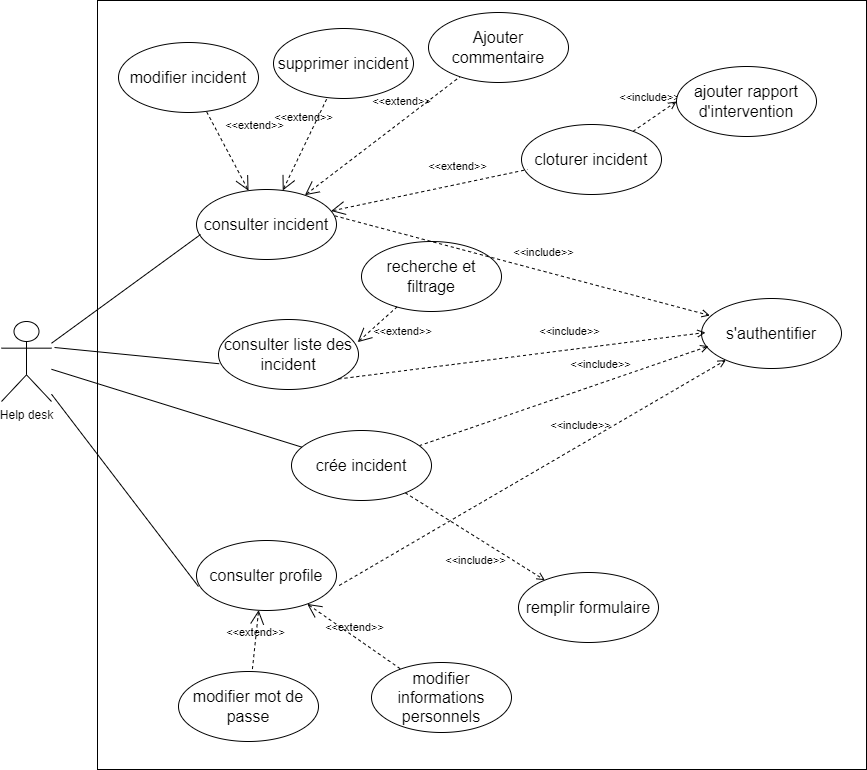 Ajouter
commentaire
supprimer incident
modifier incident
ajouter rapport
d'intervention
<<include>>
<<extend>>
<<extend>>
<<extend>>
cloturer incident
<<extend>>
consulter incident
<<include>>
recherche et
filtrage
<<extend>>
<<include>>
s'authentifier
consulter liste des
incident
<<include>>
Help desk
<<include>>
crée incident
<<include>>
consulter profile
remplir formulaire
<<extend>>
<<extend>>
modifier mot de
passe
modifier
informations
personnels